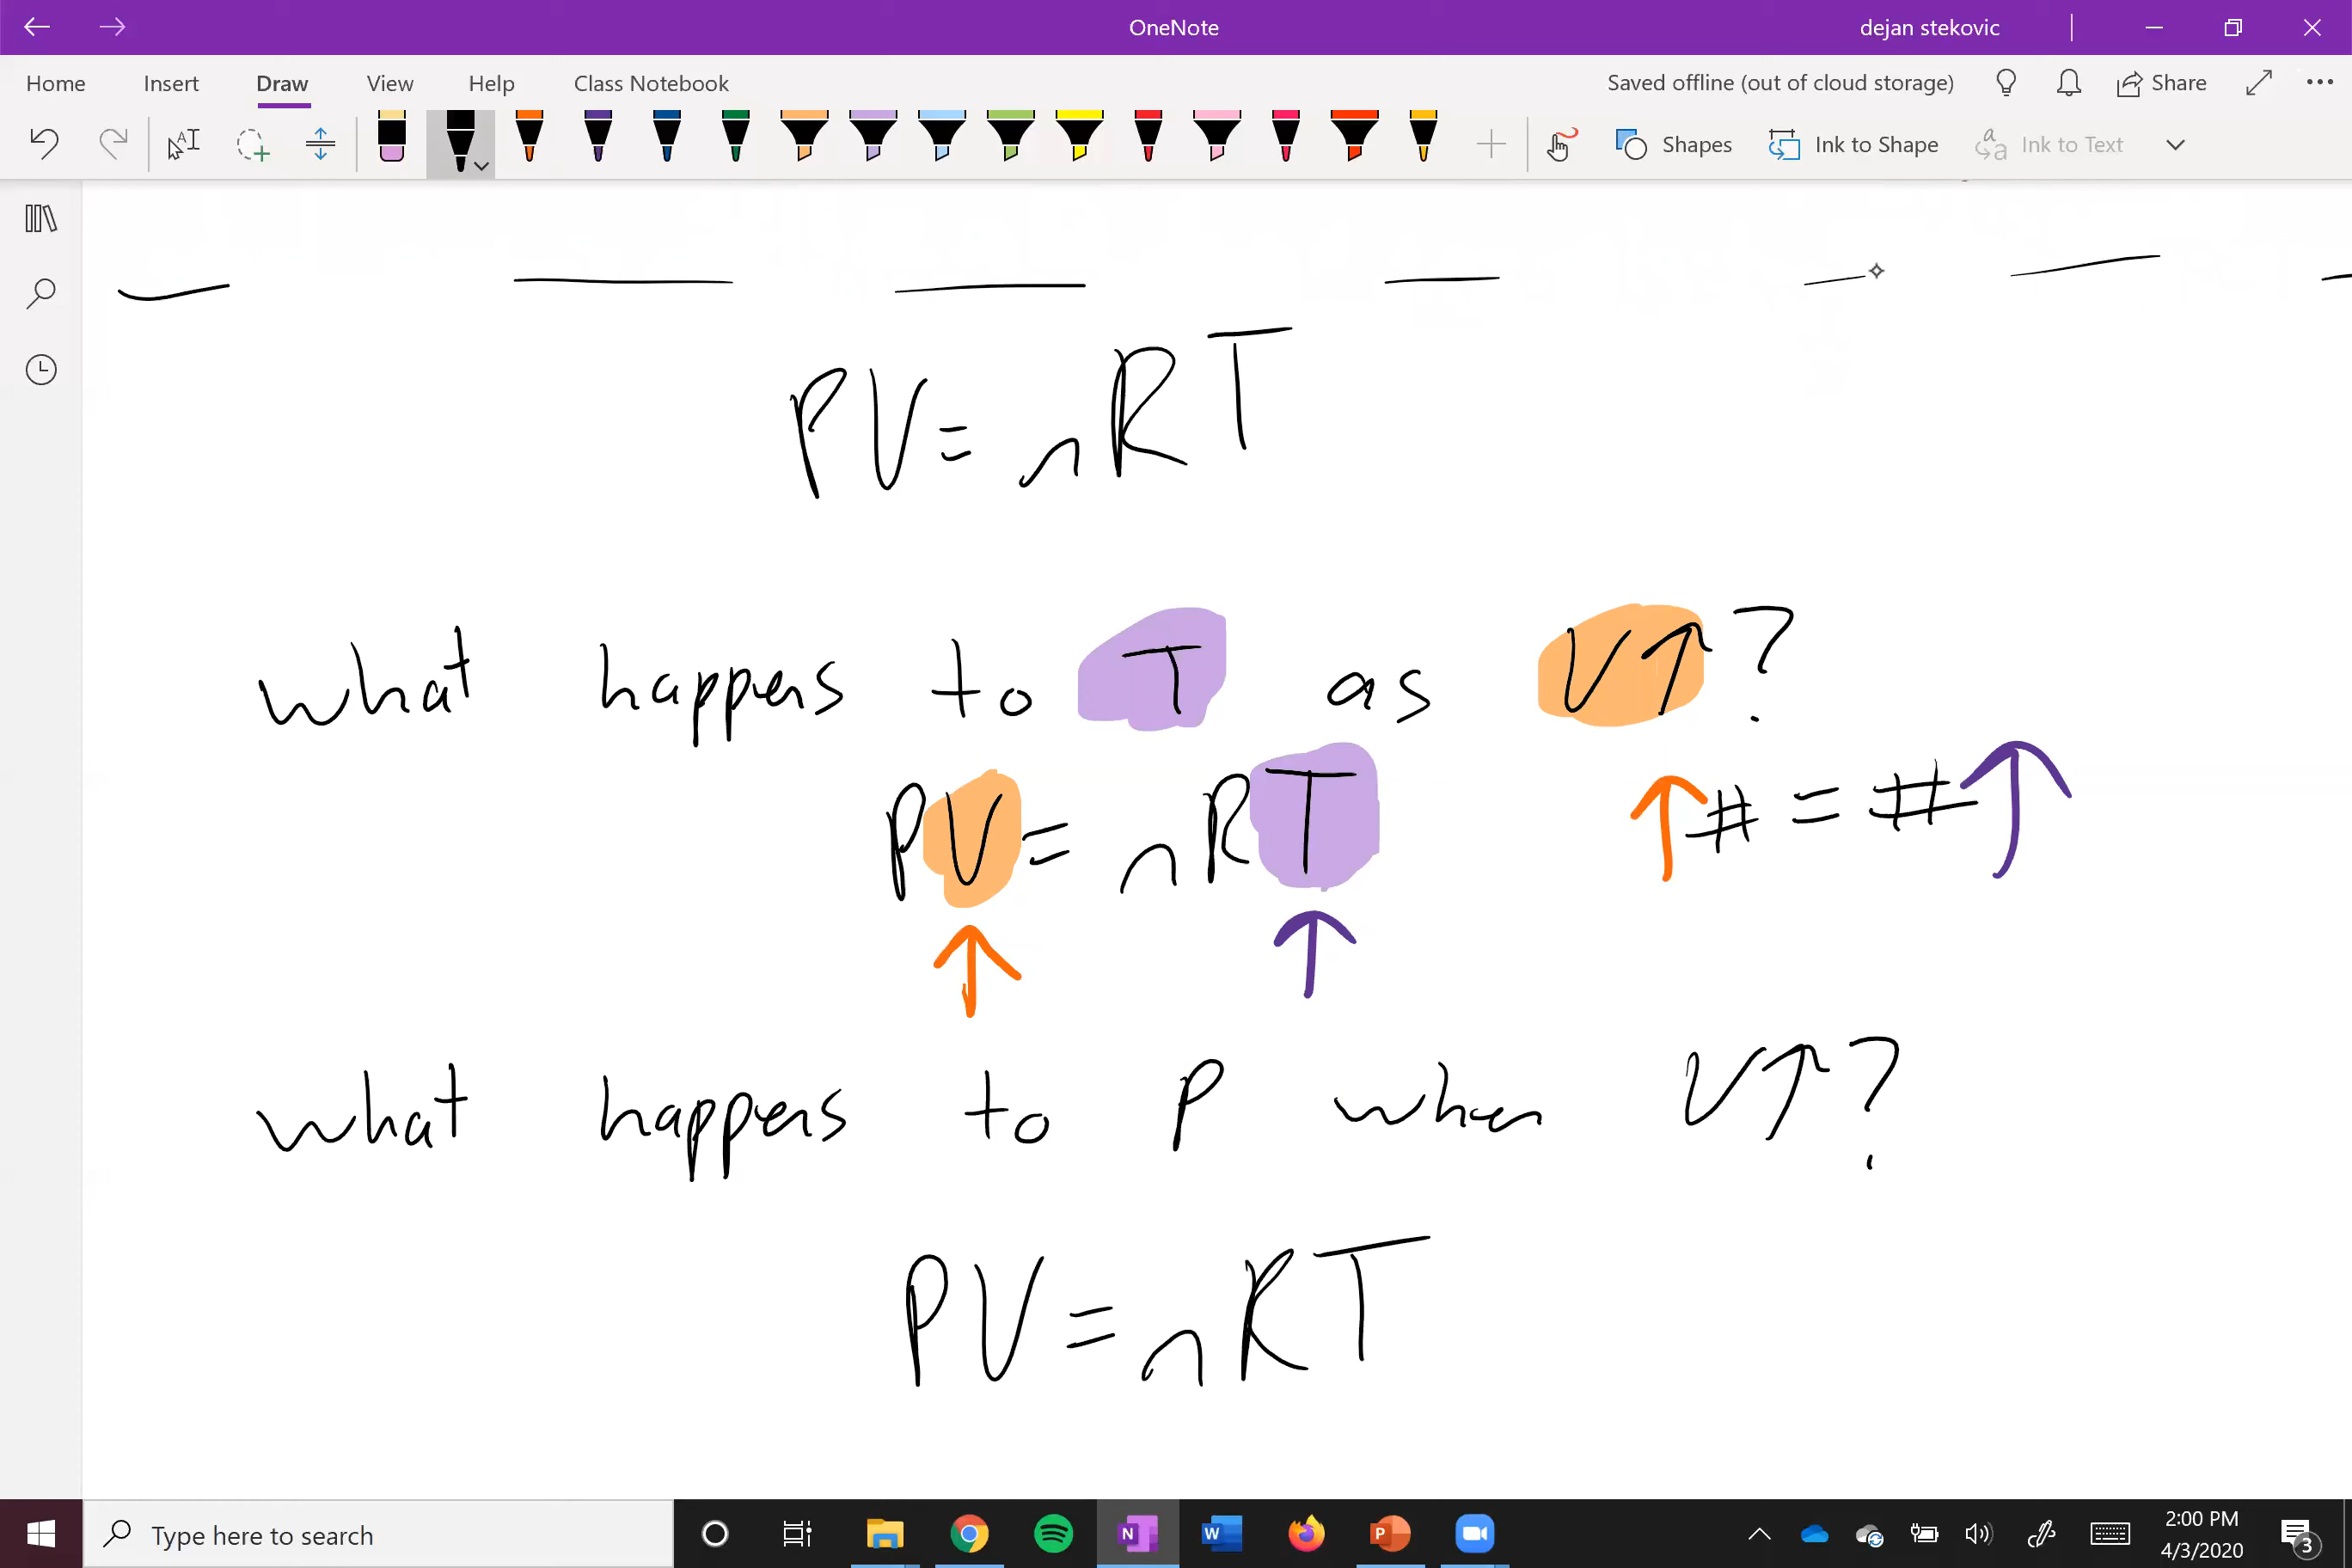 OneNote
dejan stekovic
Home Insert Draw View Help Class Notebook
Saved offline (out of cloud storage) Share
Shapes Ink to Shape Ink to Text
PV = nRT
what happens to T as V↑?
PV = nRT
↑# = #↑
↑ ↑
what happens to P when V↑?
PV = nRT
Type here to search
2:00 PM
4/3/2020
3